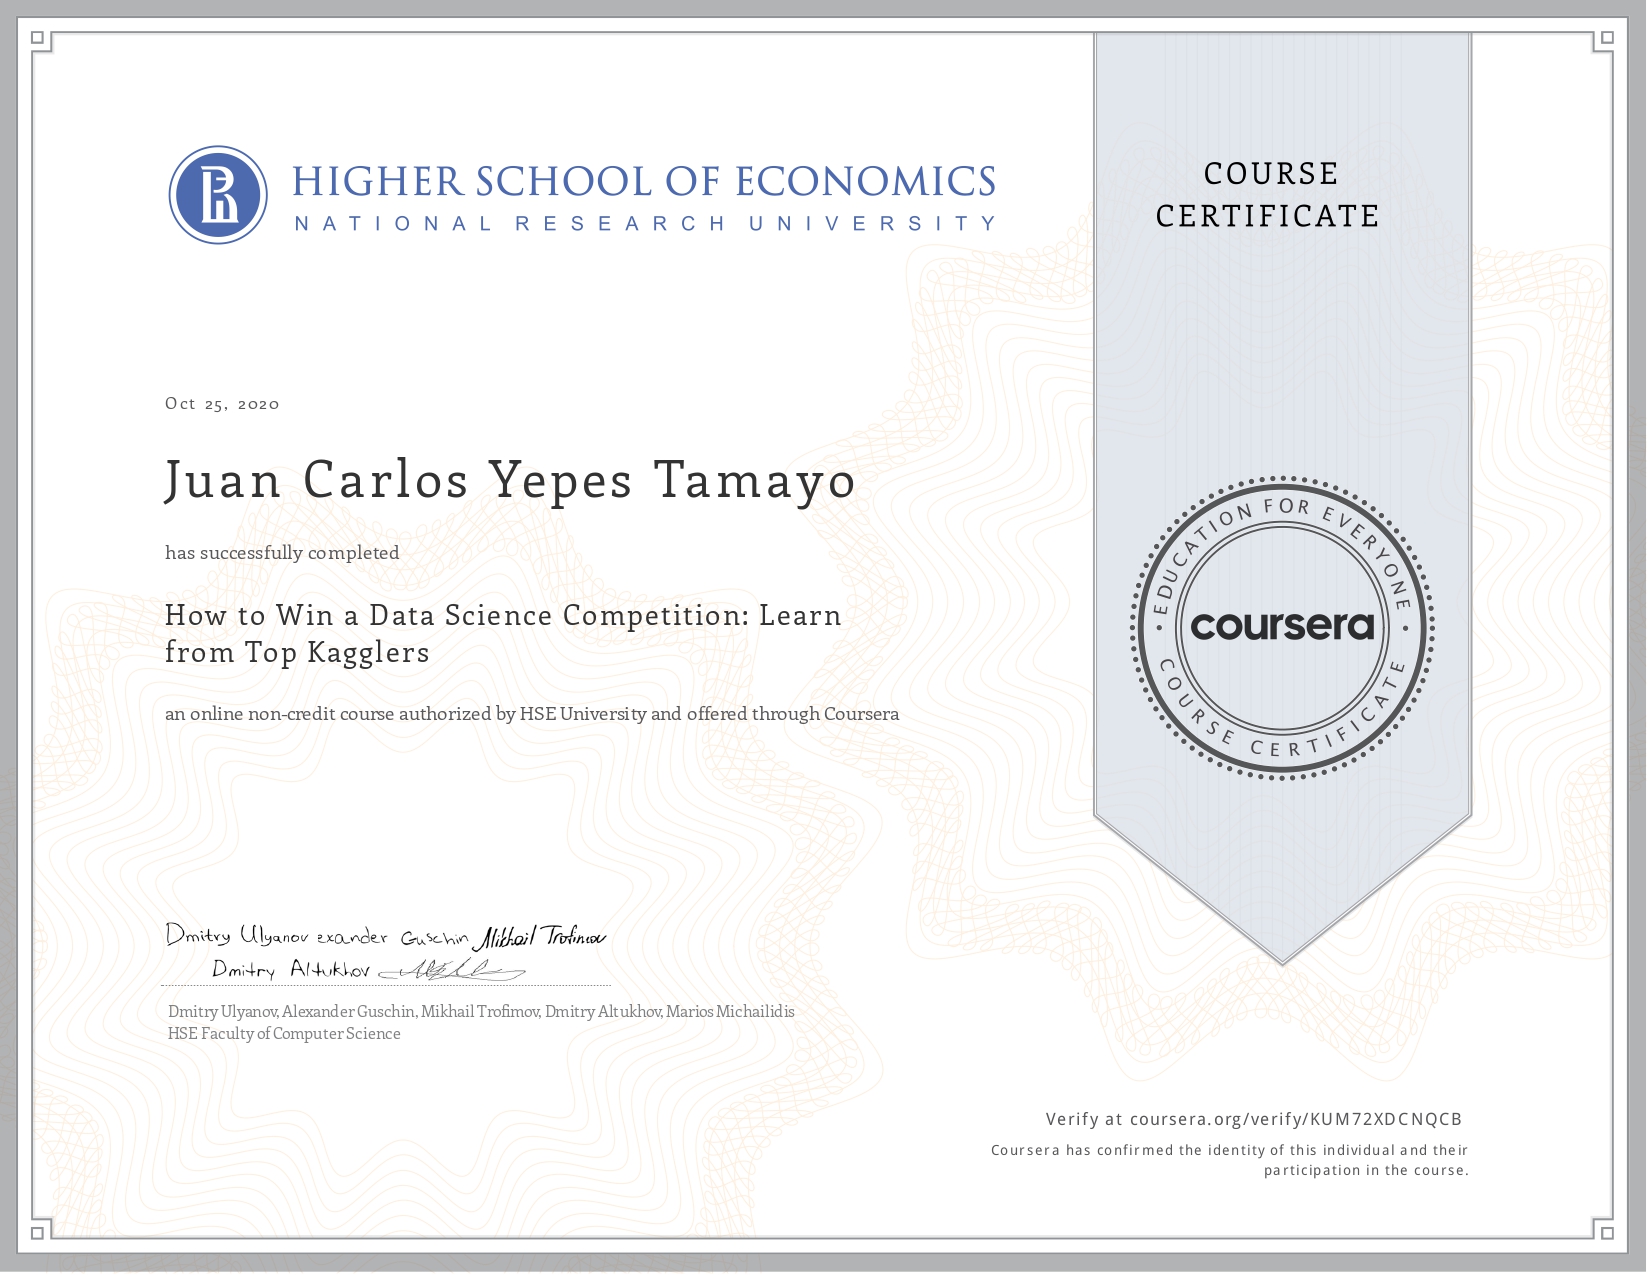 HIGHER SCHOOL OF ECONOMICS
NATIONAL RESEARCH UNIVERSITY
COURSE
CERTIFICATE
Oct 25, 2020
Juan Carlos Yepes Tamayo
has successfully completed
How to Win a Data Science Competition: Learn
from Top Kagglers
an online non-credit course authorized by HSE University and offered through Coursera
• EDUCATION FOR EVERYONE •
coursera
COURSE CERTIFICATE
Dmitry Ulyanov exander Guschin Mikhail Trofimov
Dmitry Altukhov
Dmitry Ulyanov, Alexander Guschin, Mikhail Trofimov, Dmitry Altukhov, Marios Michailidis
HSE Faculty of Computer Science
Verify at coursera.org/verify/KUM72XDCNQCB
Coursera has confirmed the identity of this individual and their
participation in the course.